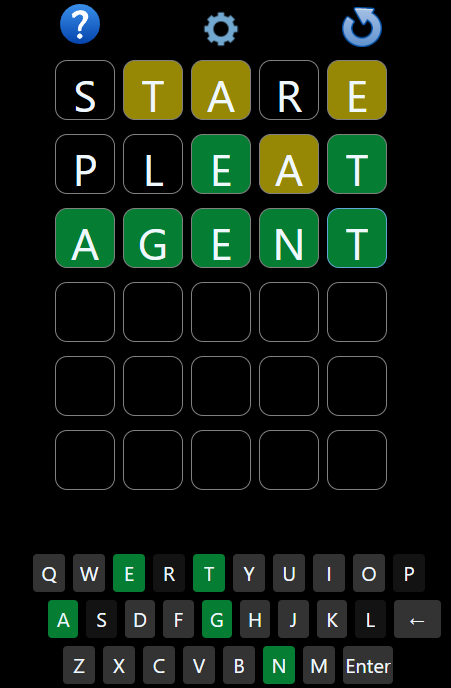 ?
S T A R E
P L E A T
A G E N T
Q W E R T Y U I O P
A S D F G H J K L ←
Z X C V B N M Enter